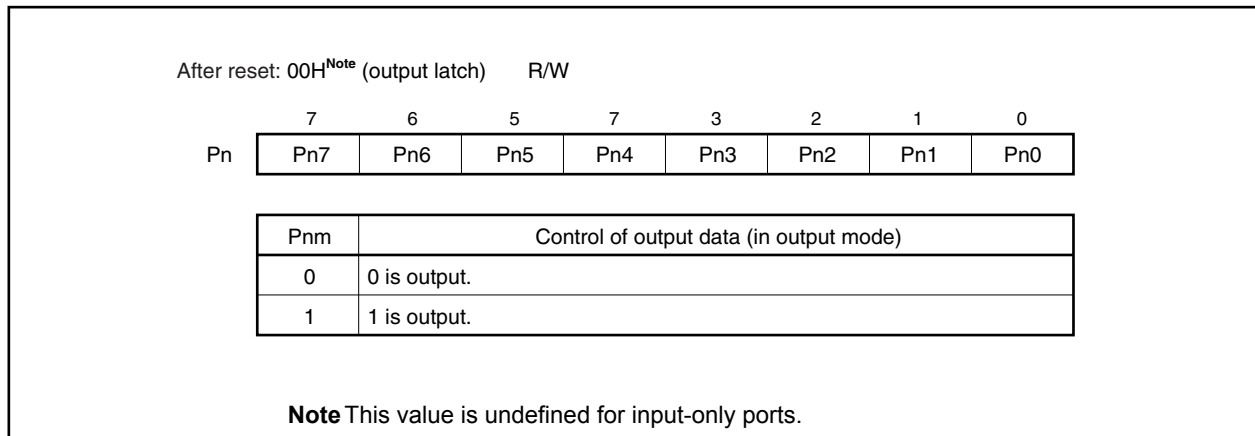 After reset: 00HNote (output latch) R/W
7 6 5 7 3 2 1 0
Pn Pn7 Pn6 Pn5 Pn4 Pn3 Pn2 Pn1 Pn0
Pnm Control of output data (in output mode)
0 0 is output.
1 1 is output.
Note This value is undefined for input-only ports.